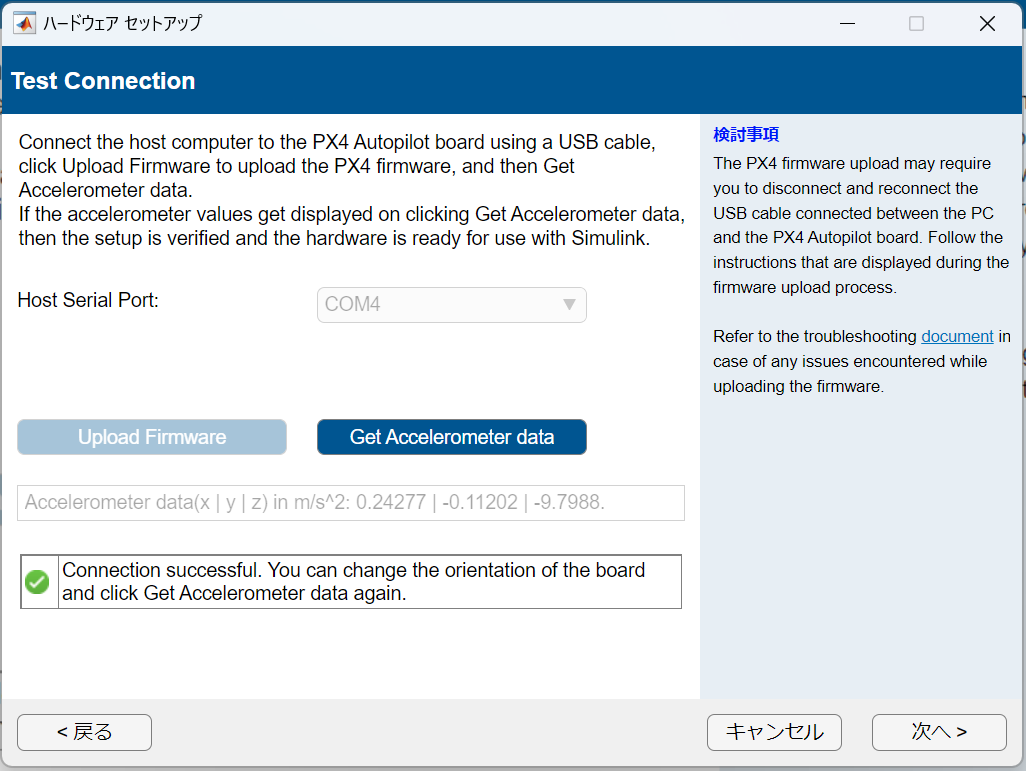 ハードウェア セットアップ
Test Connection
Connect the host computer to the PX4 Autopilot board using a USB cable,
click Upload Firmware to upload the PX4 firmware, and then Get
Accelerometer data.
If the accelerometer values get displayed on clicking Get Accelerometer data,
then the setup is verified and the hardware is ready for use with Simulink.
Host Serial Port:
COM4
Upload Firmware
Get Accelerometer data
Accelerometer data(x | y | z) in m/s^2: 0.24277 | -0.11202 | -9.7988.
Connection successful. You can change the orientation of the board
and click Get Accelerometer data again.
検討事項
The PX4 firmware upload may require
you to disconnect and reconnect the
USB cable connected between the PC
and the PX4 Autopilot board. Follow the
instructions that are displayed during the
firmware upload process.
Refer to the troubleshooting document in
case of any issues encountered while
uploading the firmware.
< 戻る
キャンセル
次へ >